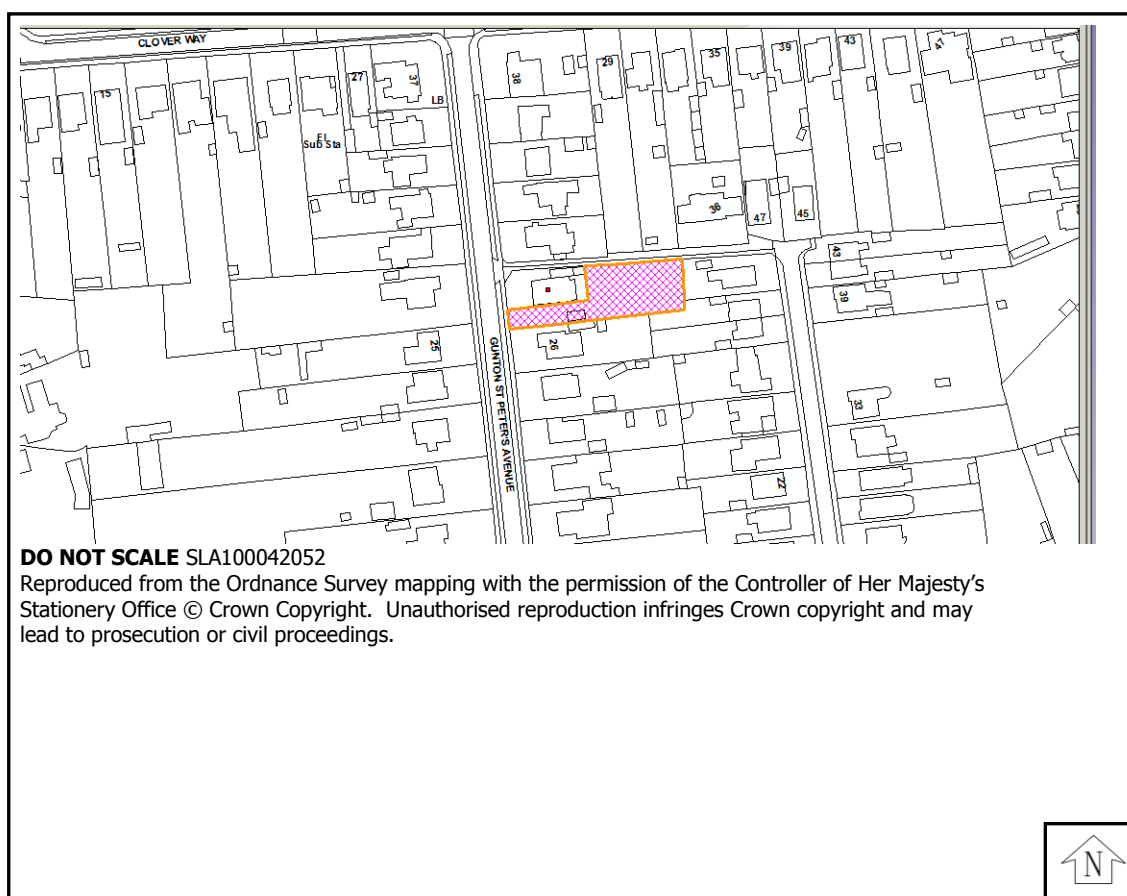 CLOVER WAY
15
27
37
LB
El
Sub Sta
38
29
35
39
43
47
36
47
45
43
39
25
26
GUNTON ST PETER'S AVENUE
33
22
DO NOT SCALE SLA100042052
Reproduced from the Ordnance Survey mapping with the permission of the Controller of Her Majesty's
Stationery Office © Crown Copyright. Unauthorised reproduction infringes Crown copyright and may
lead to prosecution or civil proceedings.
N